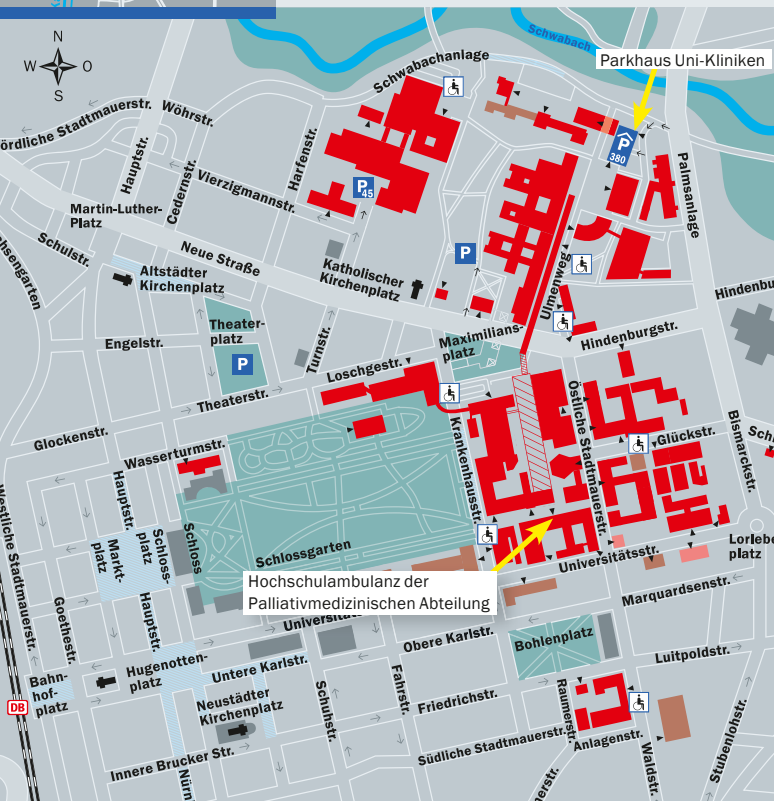 N
W O
S
Schwabach
Parkhaus Uni-Kliniken
Schwabachanlage
ördliche Stadtmauerstr.
Wöhrstr.
P
380
Hauptstr.
Cedernstr.
Harfenstr.
Vierzigmannstr.
P
45
Palmsanlage
Martin-Luther-
Platz
Schulstr.
Neue Straße
P
Katholischer
Kirchenplatz
Altstädter
Kirchenplatz
Ulmenweg
Hindenbu
Theater-
platz
Maximilians-
platz
Hindenburgstr.
Engelstr.
P
Turnstr.
Loschgestr.
Theaterstr.
Östliche Stadtmauerstr.
Krankenhausstr.
Bismarckstr.
Glockenstr.
Glückstr.
Wasserturmstr.
Westliche Stadtmauerstr.
Hauptstr.
Schloss-
platz
Markt-
platz
Schloss
Schlossgarten
Universitätsstr.
Hochschulambulanz der
Palliativmedizinischen Abteilung
Marquardsenstr.
Goethestr.
Hauptstr.
Obere Karlstr.
Bohlenplatz
Luitpoldstr.
Hugenotten-
platz
Untere Karlstr.
Bahn-
hof-
platz
DB
Neustädter
Kirchenplatz
Schuhstr.
Fahrstr.
Friedrichstr.
Raumerstr.
Südliche Stadtmauerstr.
Anlagenstr.
Waldstr.
Stubenlohstr.
Innere Brucker Str.
Nürn